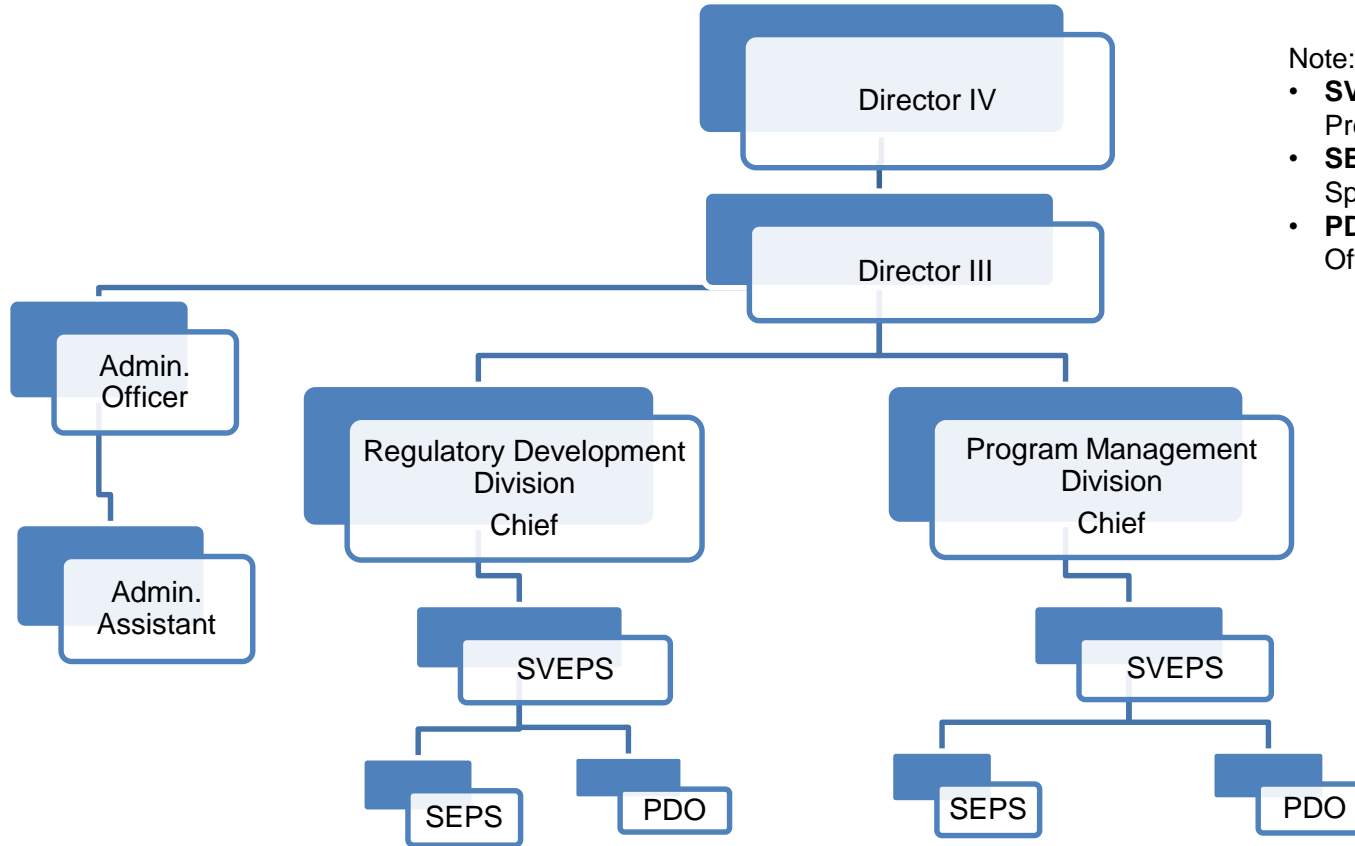 Director IV
Note:
Director III
Admin.
Officer
Regulatory Development
Division
Chief
Program Management
Division
Chief
Admin.
Assistant
SVEPS
SVEPS
SEPS
PDO
SEPS
PDO